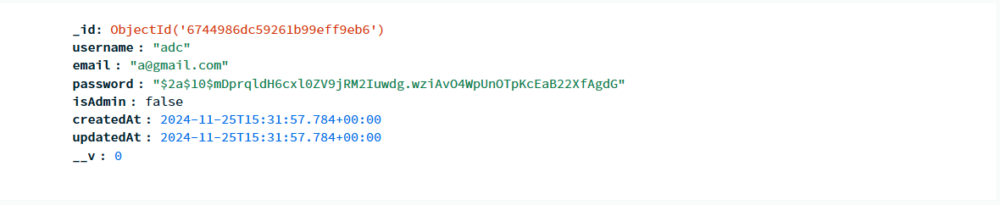 _id: ObjectId('6744986dc59261b99eff9eb6')
username : "adc"
email : "a@gmail.com"
password : "$2a$10$mDprqldH6cxl0ZV9jRM2Iuwdg.wziAvO4WpUnOTpKcEaB22XfAgdG"
isAdmin : false
createdAt : 2024-11-25T15:31:57.784+00:00
updatedAt : 2024-11-25T15:31:57.784+00:00
__v : 0